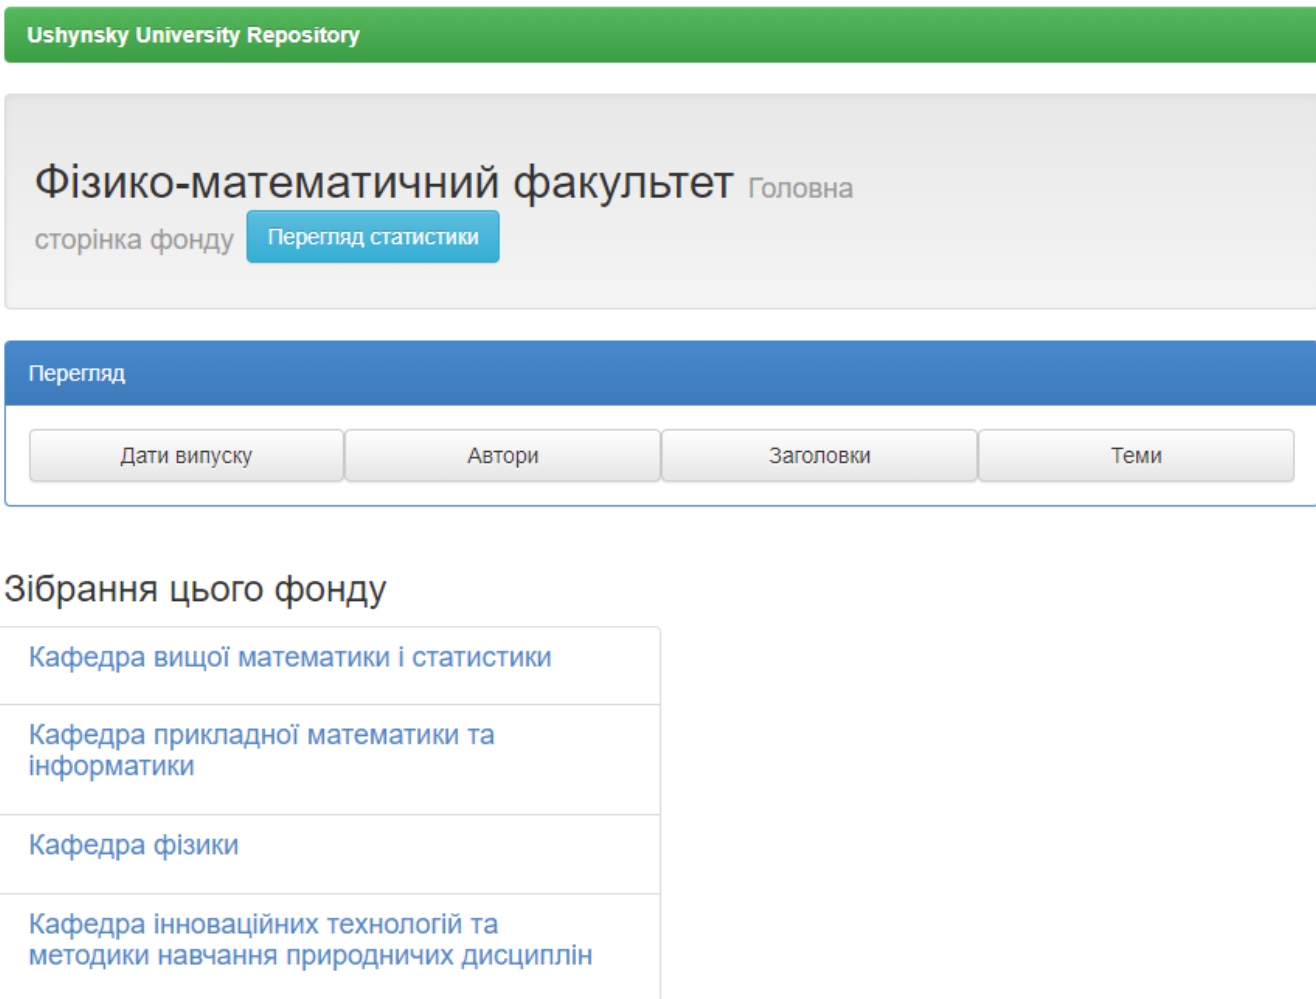 Ushynsky University Repository
Фізико-математичний факультет Головна
сторінка фонду Перегляд статистики
Перегляд
Дати випуску Автори Заголовки Теми
Зібрання цього фонду
Кафедра вищої математики і статистики
Кафедра прикладної математики та
інформатики
Кафедра фізики
Кафедра інноваційних технологій та
методики навчання природничих дисциплін